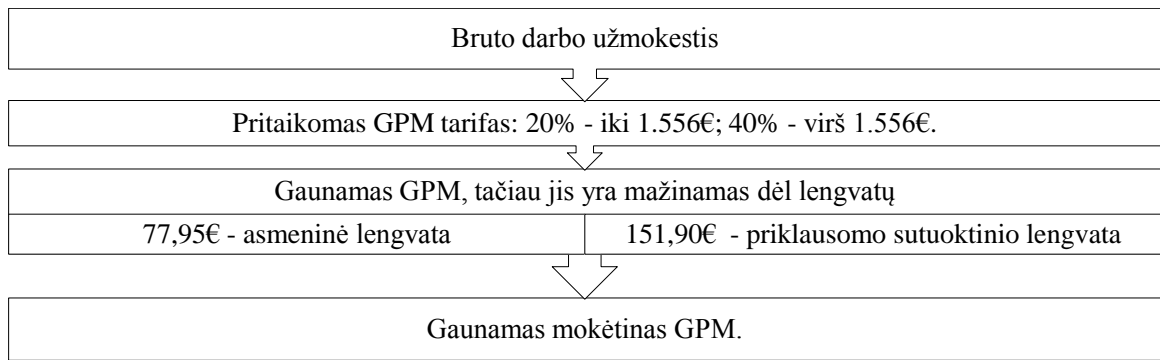 Bruto darbo užmokestis
Pritaikomas GPM tarifas: 20% - iki 1.556€; 40% - virš 1.556€.
Gaunamas GPM, tačiau jis yra mažinamas dėl lengvatų
77,95€ - asmeninė lengvata
151,90€ - priklausomo sutuoktinio lengvata
Gaunamas mokėtinas GPM.